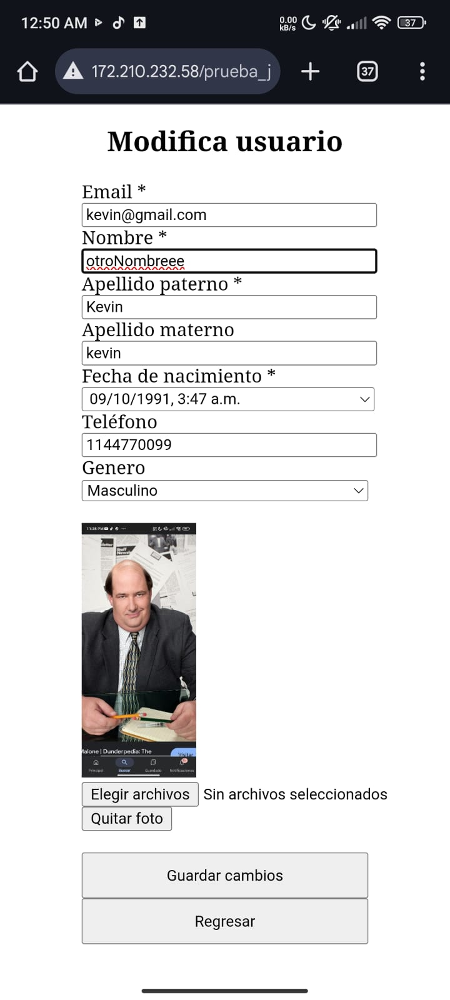 12:50 AM
0.00
kB/s
37
172.210.232.58/prueba_j
37
Modifica usuario
Email *
kevin@gmail.com
Nombre *
otroNombreee
Apellido paterno *
Kevin
Apellido materno
kevin
Fecha de nacimiento *
09/10/1991, 3:47 a.m.
Teléfono
1144770099
Genero
Masculino
11:35 PM
Malone | Dunderpedia: The
Visitar
Principal
Buscar
Guardado
Notificaciones
Elegir archivos Sin archivos seleccionados
Quitar foto
Guardar cambios
Regresar